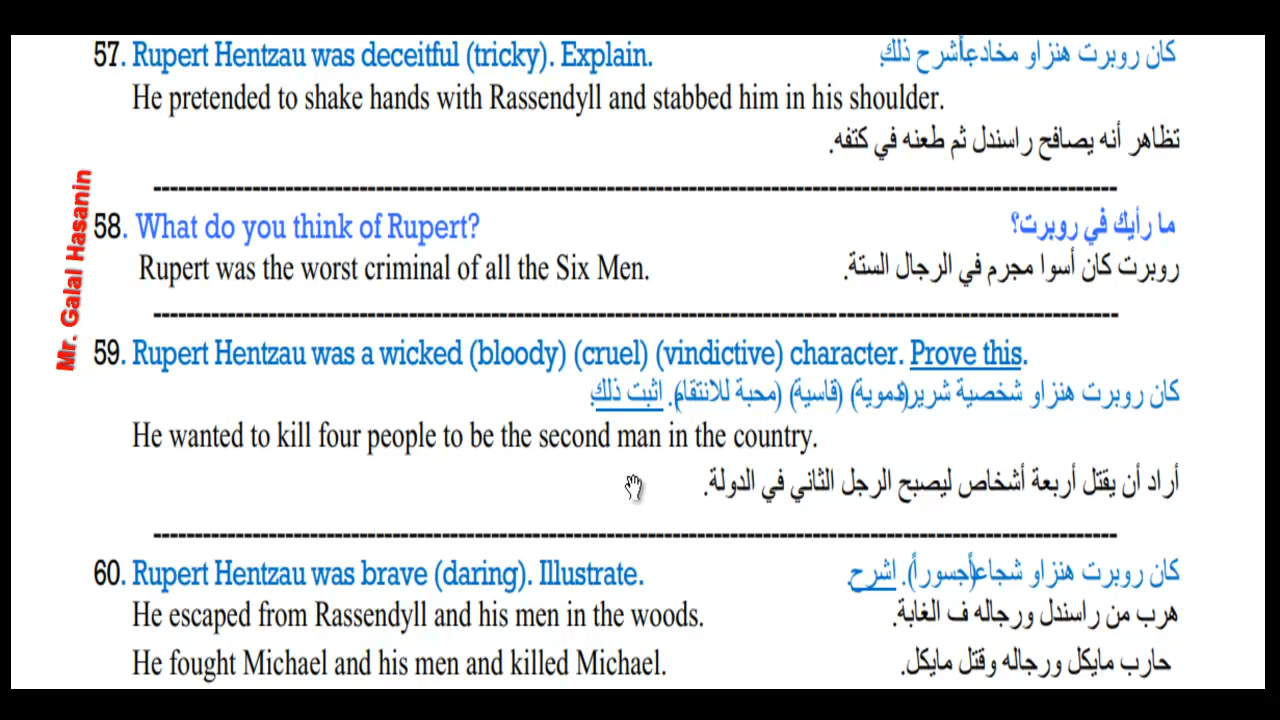 57. Rupert Hentzau was deceitful (tricky). Explain. كان روبرت هنزاو مخادعاأشرح ذلك.
He pretended to shake hands with Rassendyll and stabbed him in his shoulder.
تظاهر أنه يصافح راسندل ثم طعنه في كتفه.
58. What do you think of Rupert? ما رأيك في روبرت؟
Rupert was the worst criminal of all the Six Men. روبرت كان أسوا مجرم في الرجال الستة.
59. Rupert Hentzau was a wicked (bloody) (cruel) (vindictive) character. Prove this.
كان روبرت هنزاو شخصية شرير(دموية) (قاسية) (محبة للانتقام). اثبت ذلك.
He wanted to kill four people to be the second man in the country.
أراد أن يقتل أربعة أشخاص ليصبح الرجل الثاني في الدولة.
60. Rupert Hentzau was brave (daring). Illustrate. كان روبرت هنزاو شجاعا(جسوراً). اشرح.
He escaped from Rassendyll and his men in the woods. هرب من راسندل ورجاله ف الغابة.
He fought Michael and his men and killed Michael. حارب مايكل ورجاله وقتل مايكل.
Mr. Galal Hasanin